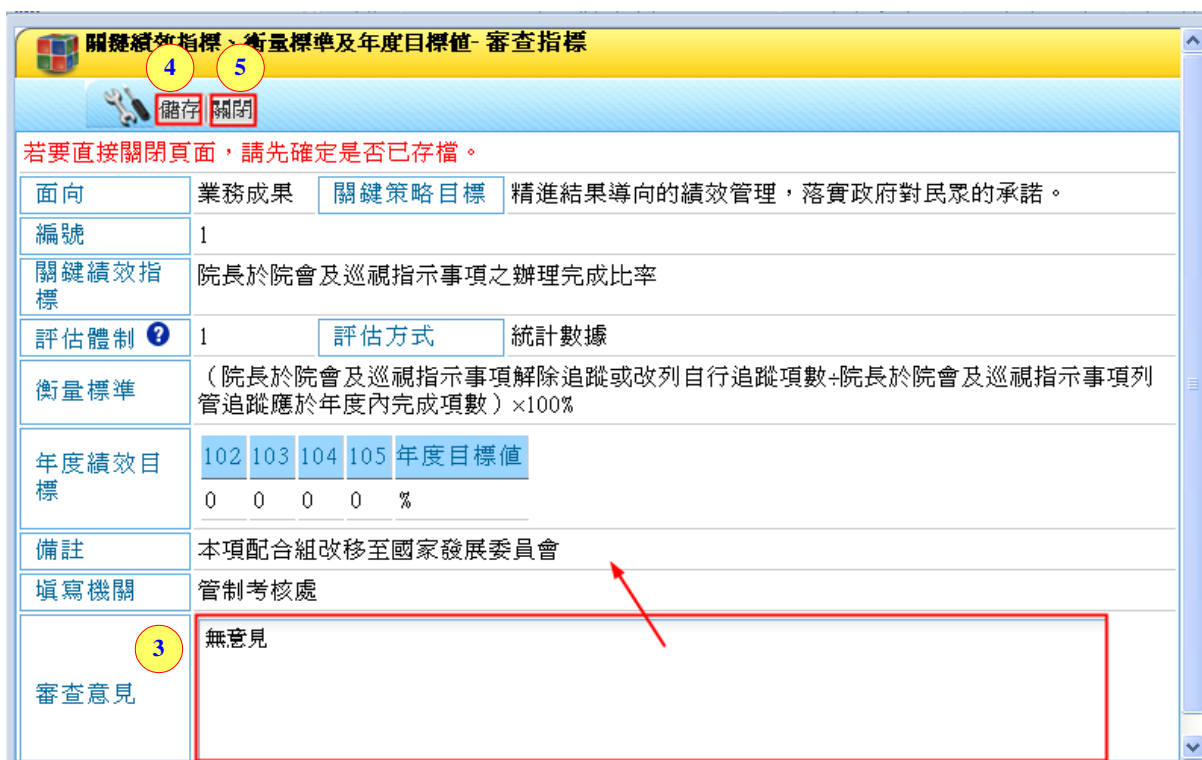 關鍵績效指標、衡量標準及年度目標值- 審查指標
4 5
儲存 關閉
若要直接關閉頁面，請先確定是否已存檔。
面向 業務成果 關鍵策略目標 精進結果導向的績效管理，落實政府對民眾的承諾。
編號 1
關鍵績效指
標
院長於院會及巡視指示事項之辦理完成比率
評估體制 ? 1 評估方式 統計數據
衡量標準
（院長於院會及巡視指示事項解除追蹤或改列自行追蹤項數÷院長於院會及巡視指示事項列
管追蹤應於年度內完成項數）×100%
年度績效目
標
102 103 104 105 年度目標值
0 0 0 0 %
備註 本項配合組改移至國家發展委員會
填寫機關 管制考核處
3
審查意見
無意見